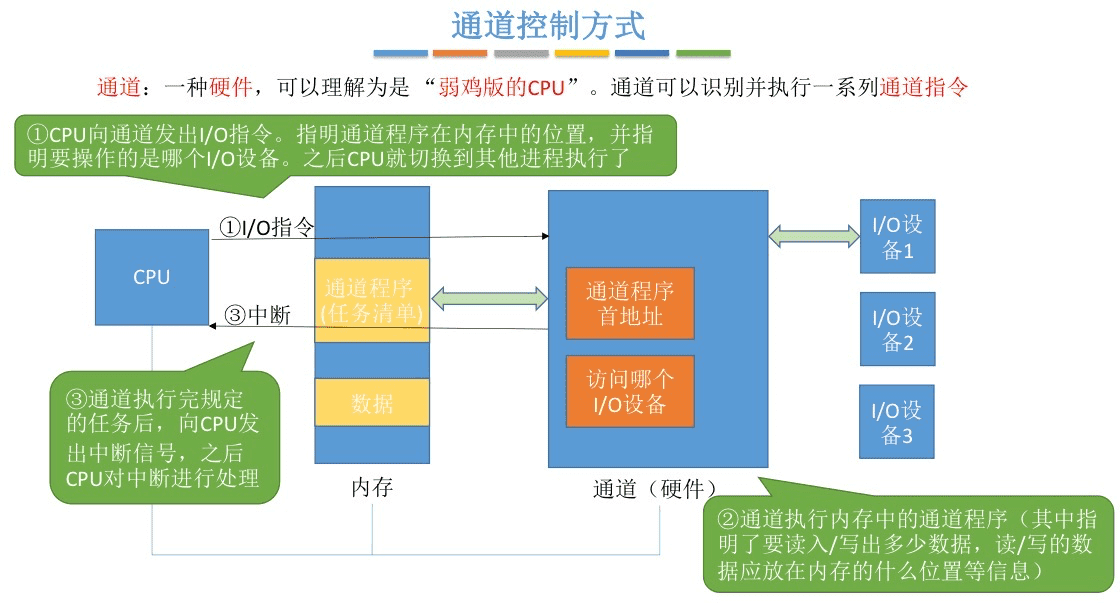 通道控制方式
通道：一种硬件，可以理解为是“弱鸡版的CPU”。通道可以识别并执行一系列通道指令
①CPU向通道发出I/O指令。指明通道程序在内存中的位置，并指
明要操作的是哪个I/O设备。之后CPU就切换到其他进程执行了
①I/O指令
CPU
③中断
通道程序
(任务清单)
数据
内存
通道程序
首地址
访问哪个
I/O设备
通道（硬件）
I/O设
备1
I/O设
备2
I/O设
备3
③通道执行完规定
的任务后，向CPU发
出中断信号，之后
CPU对中断进行处理
②通道执行内存中的通道程序（其中指
明了要读入/写出多少数据，读/写的数
据应放在内存的什么位置等信息）